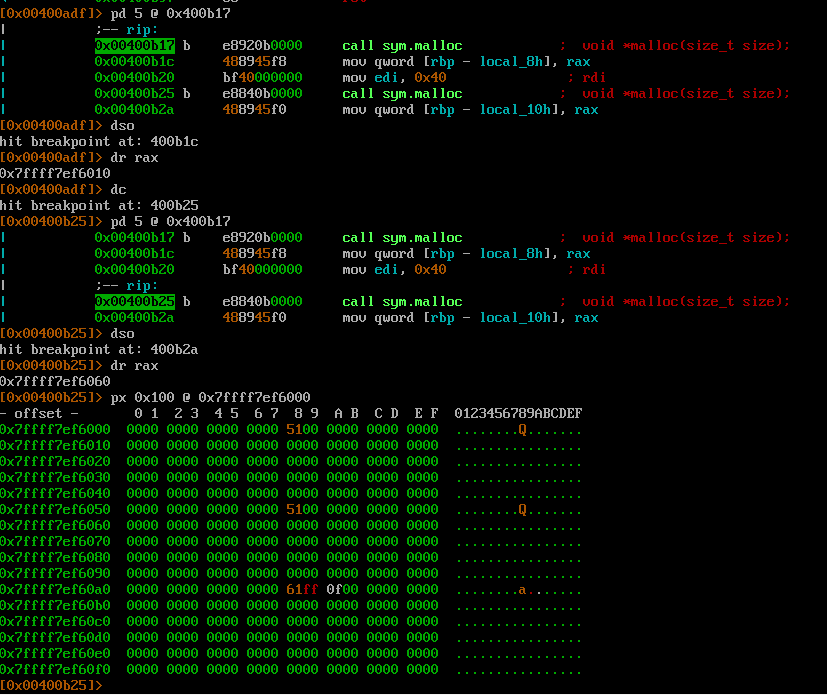 [0x00400adf]> pd 5 @ 0x400b17
| ;-- rip:
| 0x00400b17 b e8920b0000 call sym.malloc ; void *malloc(size_t size);
| 0x00400b1c 488945f8 mov qword [rbp - local_8h], rax
| 0x00400b20 bf40000000 mov edi, 0x40 ; rdi
| 0x00400b25 b e8840b0000 call sym.malloc ; void *malloc(size_t size);
| 0x00400b2a 488945f0 mov qword [rbp - local_10h], rax
[0x00400adf]> dso
hit breakpoint at: 400b1c
[0x00400adf]> dr rax
0x7ffff7ef6010
[0x00400adf]> dc
hit breakpoint at: 400b25
[0x00400b25]> pd 5 @ 0x400b17
| 0x00400b17 b e8920b0000 call sym.malloc ; void *malloc(size_t size);
| 0x00400b1c 488945f8 mov qword [rbp - local_8h], rax
| 0x00400b20 bf40000000 mov edi, 0x40 ; rdi
| ;-- rip:
| 0x00400b25 b e8840b0000 call sym.malloc ; void *malloc(size_t size);
| 0x00400b2a 488945f0 mov qword [rbp - local_10h], rax
[0x00400b25]> dso
hit breakpoint at: 400b2a
[0x00400b25]> dr rax
0x7ffff7ef6060
[0x00400b25]> px 0x100 @ 0x7ffff7ef6000
- offset - 0 1 2 3 4 5 6 7 8 9 A B C D E F 0123456789ABCDEF
0x7ffff7ef6000 0000 0000 0000 0000 5100 0000 0000 0000 ........Q.......
0x7ffff7ef6010 0000 0000 0000 0000 0000 0000 0000 0000 ................
0x7ffff7ef6020 0000 0000 0000 0000 0000 0000 0000 0000 ................
0x7ffff7ef6030 0000 0000 0000 0000 0000 0000 0000 0000 ................
0x7ffff7ef6040 0000 0000 0000 0000 0000 0000 0000 0000 ................
0x7ffff7ef6050 0000 0000 0000 0000 5100 0000 0000 0000 ........Q.......
0x7ffff7ef6060 0000 0000 0000 0000 0000 0000 0000 0000 ................
0x7ffff7ef6070 0000 0000 0000 0000 0000 0000 0000 0000 ................
0x7ffff7ef6080 0000 0000 0000 0000 0000 0000 0000 0000 ................
0x7ffff7ef6090 0000 0000 0000 0000 0000 0000 0000 0000 ................
0x7ffff7ef60a0 0000 0000 0000 0000 61ff 0f00 0000 0000 ........a.......
0x7ffff7ef60b0 0000 0000 0000 0000 0000 0000 0000 0000 ................
0x7ffff7ef60c0 0000 0000 0000 0000 0000 0000 0000 0000 ................
0x7ffff7ef60d0 0000 0000 0000 0000 0000 0000 0000 0000 ................
0x7ffff7ef60e0 0000 0000 0000 0000 0000 0000 0000 0000 ................
0x7ffff7ef60f0 0000 0000 0000 0000 0000 0000 0000 0000 ................
[0x00400b25]>